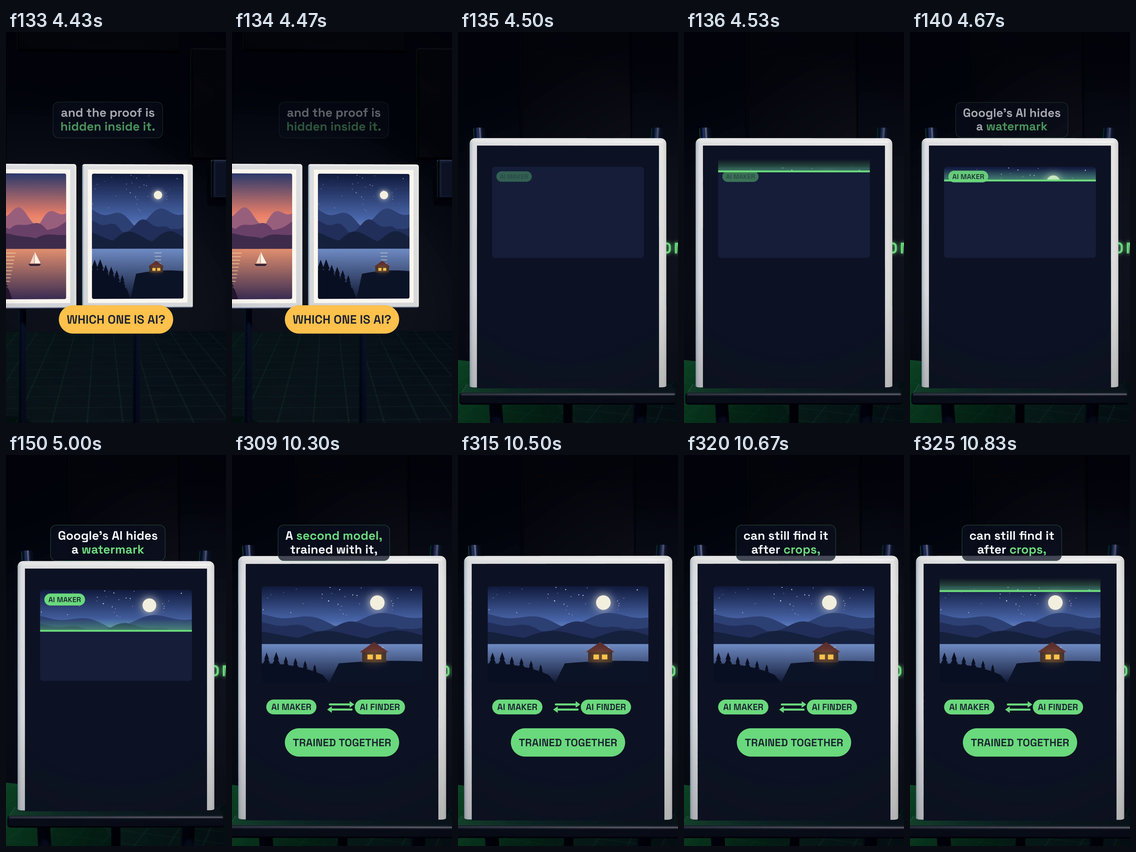 f133 4.43s
f134 4.47s
f135 4.50s
f136 4.53s
f140 4.67s
and the proof is
hidden inside it.
WHICH ONE IS AI?
and the proof is
hidden inside it.
WHICH ONE IS AI?
AI MAKER
AI MAKER
Google's AI hides
a watermark
AI MAKER
f150 5.00s
f309 10.30s
f315 10.50s
f320 10.67s
f325 10.83s
Google's AI hides
a watermark
AI MAKER
A second model,
trained with it,
AI MAKER
AI FINDER
TRAINED TOGETHER
AI MAKER
AI FINDER
TRAINED TOGETHER
can still find it
after crops,
AI MAKER
AI FINDER
TRAINED TOGETHER
can still find it
after crops,
AI MAKER
AI FINDER
TRAINED TOGETHER